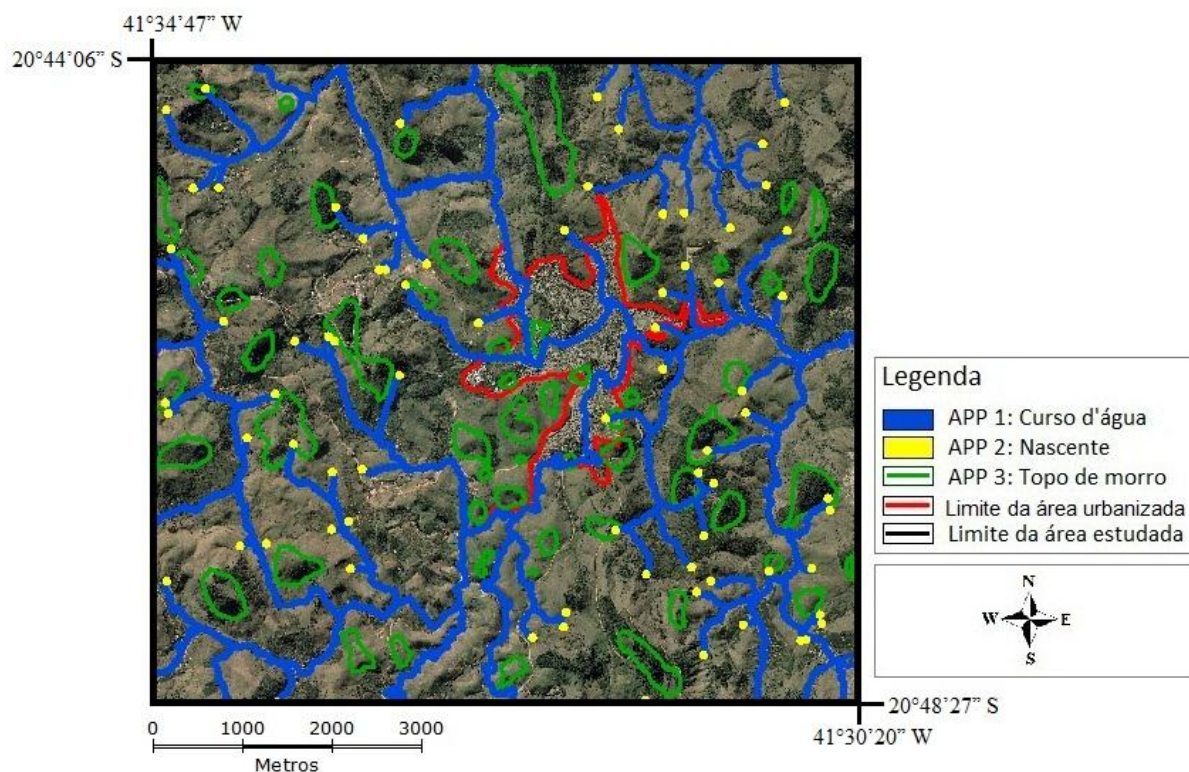 41°34’47” W
20°44’06” S
Legenda
APP 1: Curso d'água
APP 2: Nascente
APP 3: Topo de morro
Limite da área urbanizada
Limite da área estudada
N
W E
S
20°48’27” S
41°30’20” W
0 1000 2000 3000
Metros